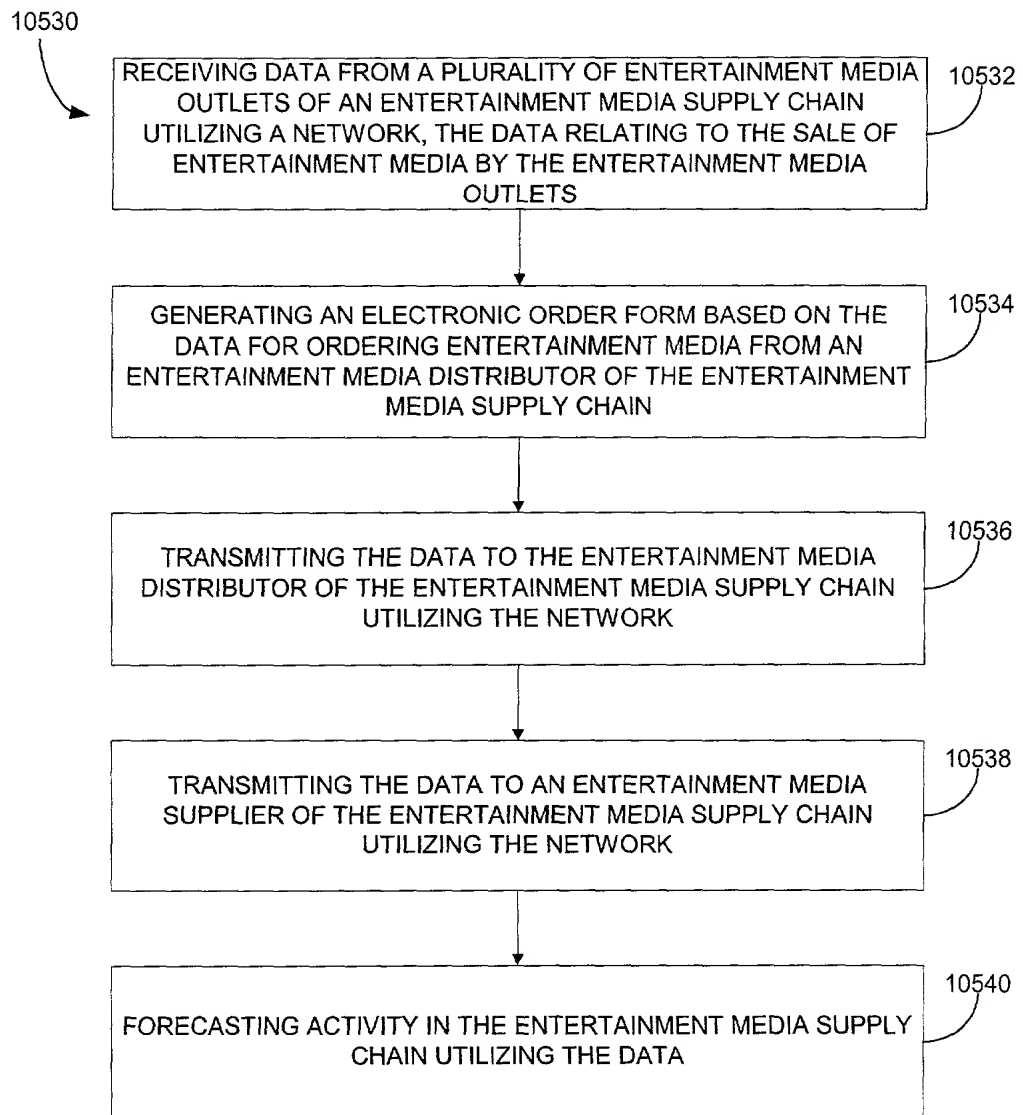 10530
RECEIVING DATA FROM A PLURALITY OF ENTERTAINMENT MEDIA
OUTLETS OF AN ENTERTAINMENT MEDIA SUPPLY CHAIN
UTILIZING A NETWORK, THE DATA RELATING TO THE SALE OF
ENTERTAINMENT MEDIA BY THE ENTERTAINMENT MEDIA
OUTLETS
10532
GENERATING AN ELECTRONIC ORDER FORM BASED ON THE
DATA FOR ORDERING ENTERTAINMENT MEDIA FROM AN
ENTERTAINMENT MEDIA DISTRIBUTOR OF THE ENTERTAINMENT
MEDIA SUPPLY CHAIN
10534
TRANSMITTING THE DATA TO THE ENTERTAINMENT MEDIA
DISTRIBUTOR OF THE ENTERTAINMENT MEDIA SUPPLY CHAIN
UTILIZING THE NETWORK
10536
TRANSMITTING THE DATA TO AN ENTERTAINMENT MEDIA
SUPPLIER OF THE ENTERTAINMENT MEDIA SUPPLY CHAIN
UTILIZING THE NETWORK
10538
FORECASTING ACTIVITY IN THE ENTERTAINMENT MEDIA SUPPLY
CHAIN UTILIZING THE DATA
10540